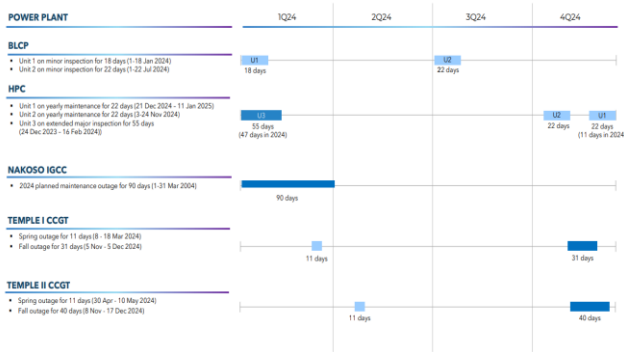 POWER PLANT 1Q24 2Q24 3Q24 4Q24
BLCP
• Unit 1 on minor inspection for 18 days (1-18 Jan 2024)
• Unit 2 on minor inspection for 22 days (1-22 Jul 2024)
U1 U2
18 days 22 days
HPC
• Unit 1 on yearly maintenance for 22 days (21 Dec 2024 - 11 Jan 2025)
• Unit 2 on yearly maintenance for 22 days (3-24 Nov 2024)
• Unit 3 on extended major inspection for 55 days
(24 Dec 2023 - 16 Feb 2024))
U3 U2 U1
55 days 22 days 22 days
(47 days in 2024) (11 days in 2024
NAKOSO IGCC
• 2024 planned maintenance outage for 90 days (1-31 Mar 2004)
90 days
TEMPLE I CCGT
• Spring outage for 11 days (8 - 18 Mar 2024)
• Fall outage for 31 days (5 Nov - 5 Dec 2024)
11 days 31 days
TEMPLE II CCGT
• Spring outage for 11 days (30 Apr - 10 May 2024)
• Fall outage for 40 days (8 Nov - 17 Dec 2024)
11 days 40 days